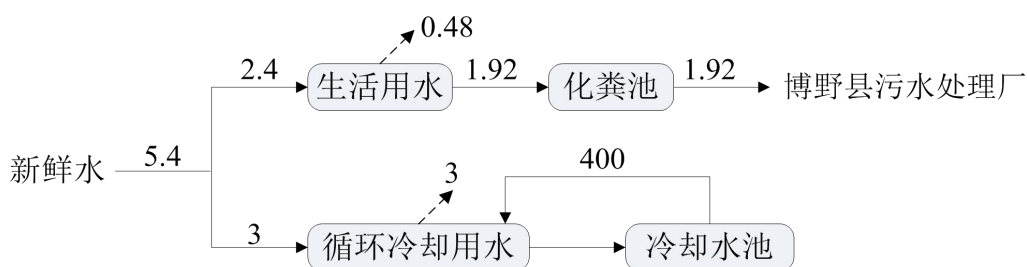 0.48
2.4
生活用水
1.92
化粪池
1.92
博野县污水处理厂
新鲜水
5.4
3
400
3
循环冷却用水
冷却水池